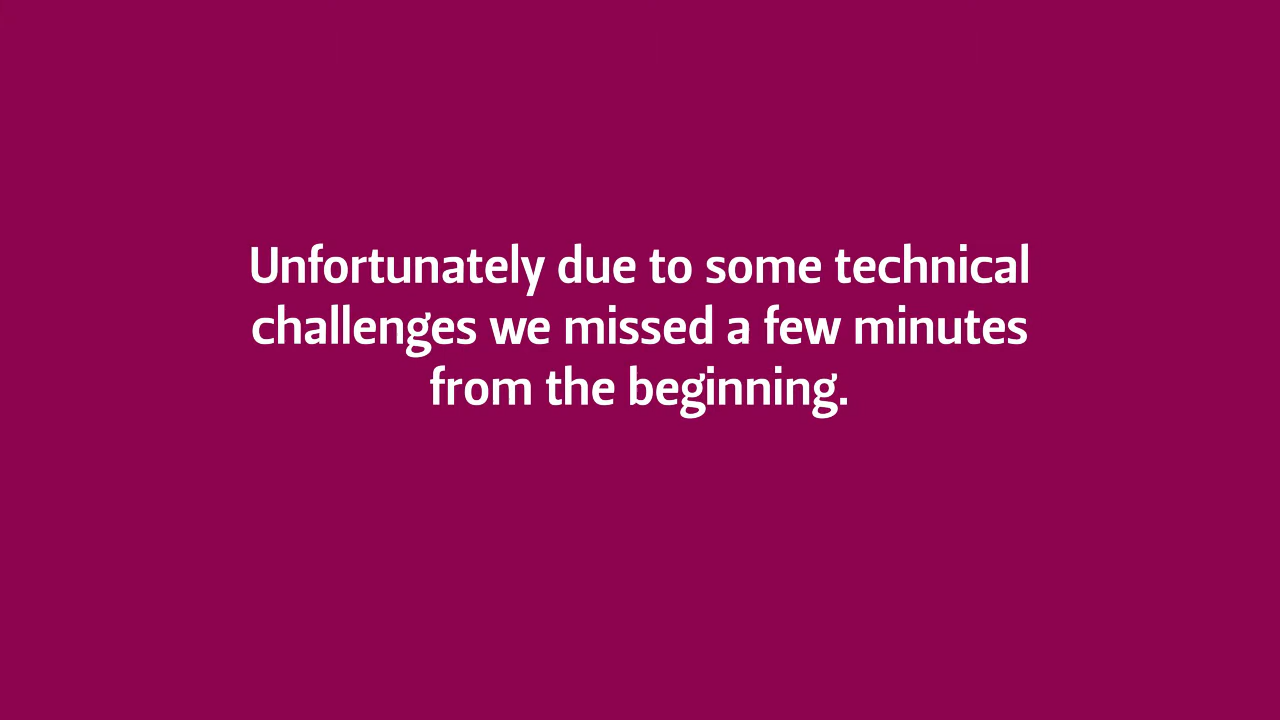 Unfortunately due to some technical
challenges we missed a few minutes
from the beginning.